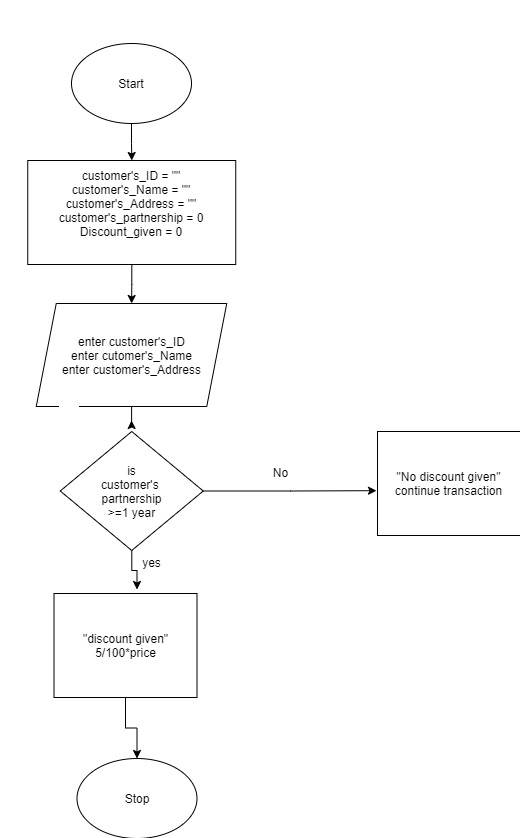 Start
customer's_ID = ""
customer's_Name = ""
customer's_Address = ""
customer's_partnership = 0
Discount_given = 0
enter customer's_ID
enter cutomer's_Name
enter customer's_Address
is
customer's
partnership
>=1 year
No
"No discount given"
continue transaction
yes
"discount given"
5/100*price
Stop